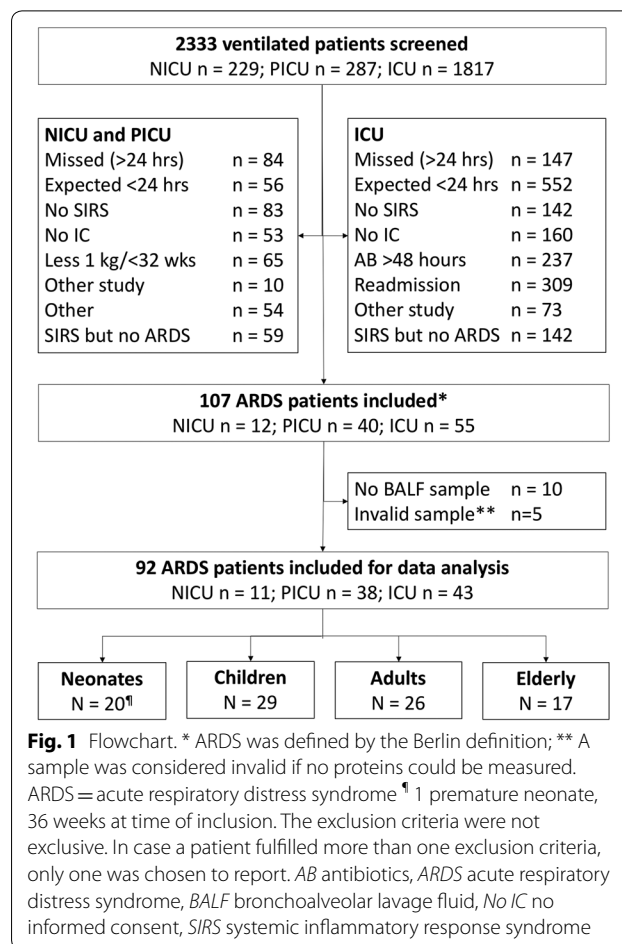 2333 ventilated patients screened
NICU n = 229; PICU n = 287; ICU n = 1817
NICU and PICU
Missed (>24 hrs) n = 84
Expected <24 hrs n = 56
No SIRS n = 83
No IC n = 53
Less 1 kg/<32 wks n = 65
Other study n = 10
Other n = 54
SIRS but no ARDS n = 59
ICU
Missed (>24 hrs) n = 147
Expected <24 hrs n = 552
No SIRS n = 142
No IC n = 160
AB >48 hours n = 237
Readmission n = 309
Other study n = 73
SIRS but no ARDS n = 142
107 ARDS patients included*
NICU n = 12; PICU n = 40; ICU n = 55
No BALF sample n = 10
Invalid sample** n=5
92 ARDS patients included for data analysis
NICU n = 11; PICU n = 38; ICU n = 43
Neonates
N = 20¶
Children
N = 29
Adults
N = 26
Elderly
N = 17
Fig. 1 Flowchart. * ARDS was defined by the Berlin definition; ** A
sample was considered invalid if no proteins could be measured.
ARDS = acute respiratory distress syndrome ¶ 1 premature neonate,
36 weeks at time of inclusion. The exclusion criteria were not
exclusive. In case a patient fulfilled more than one exclusion criteria,
only one was chosen to report. AB antibiotics, ARDS acute respiratory
distress syndrome, BALF bronchoalveolar lavage fluid, No IC no
informed consent, SIRS systemic inflammatory response syndrome